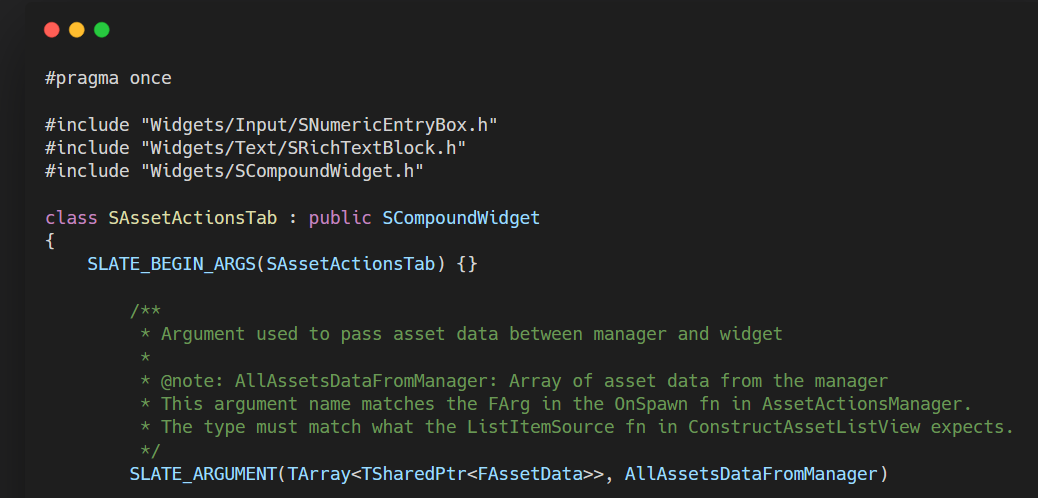 #pragma once
#include "Widgets/Input/SNumericEntryBox.h"
#include "Widgets/Text/SRichTextBlock.h"
#include "Widgets/SCompoundWidget.h"
class SAssetActionsTab : public SCompoundWidget
{
SLATE_BEGIN_ARGS(SAssetActionsTab) {}
/**
* Argument used to pass asset data between manager and widget
*
* @note: AllAssetsDataFromManager: Array of asset data from the manager
* This argument name matches the FArg in the OnSpawn fn in AssetActionsManager.
* The type must match what the ListItemSource fn in ConstructAssetListView expects.
*/
SLATE_ARGUMENT(TArray<TSharedPtr<FAssetData>>, AllAssetsDataFromManager)